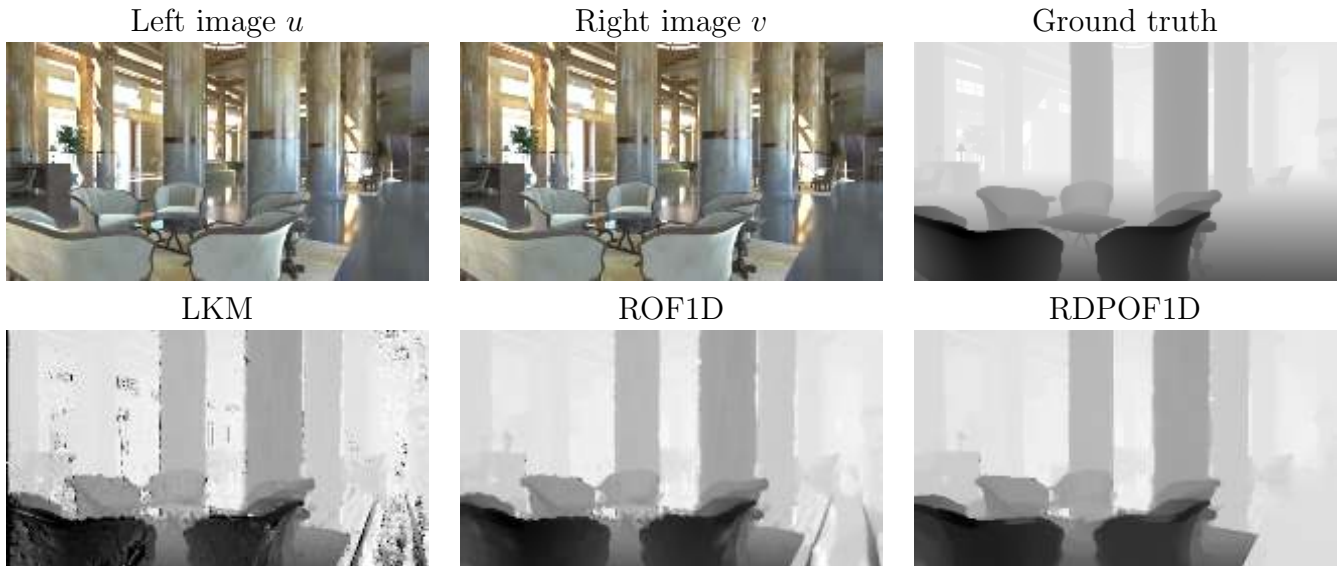 Left image u
Right image v
Ground truth
LKM
ROF1D
RDPOF1D